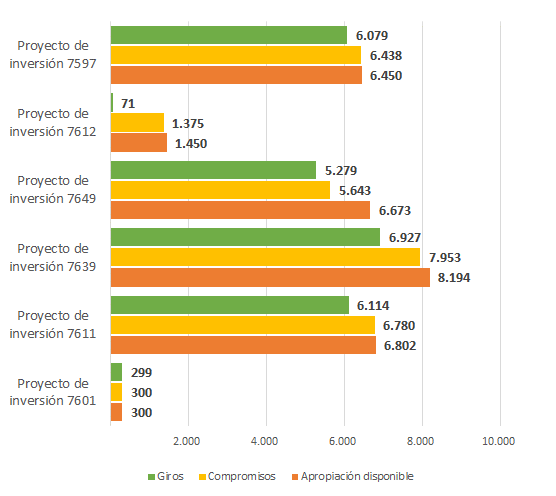 Proyecto de
inversión 7597
6.079
6.438
6.450
Proyecto de
inversión 7612
71
1.375
1.450
Proyecto de
inversión 7649
5.279
5.643
6.673
Proyecto de
inversión 7639
6.927
7.953
8.194
Proyecto de
inversión 7611
6.114
6.780
6.802
Proyecto de
inversión 7601
299
300
300
2.000 4.000 6.000 8.000 10.000
Giros Compromisos Apropiación disponible